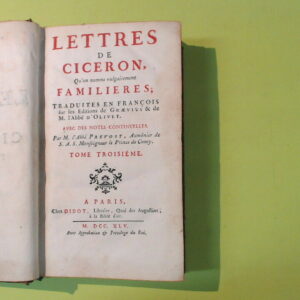 LETTRES
DE
CICERON,
Qu'on nomme vulgairement
FAMILIERES;
TRADUITES EN FRANÇOIS
sur les Editions de GRÆVIUS & de
M. l'Abbé d'OLIVET.
AVEC DES NOTES CONTINUELLES.
Par M. l'Abbé PREVOST, Aumônier de
S. A. S. Monseigneur le Prince de Conty.
TOME TROISIÉME.
A PARIS,
Chez DIDOT, Libraire, Quai des Augustins,
à la Bible d'or.
M. DCC. XLV.
Avec Approbation & Privilége du Roi.